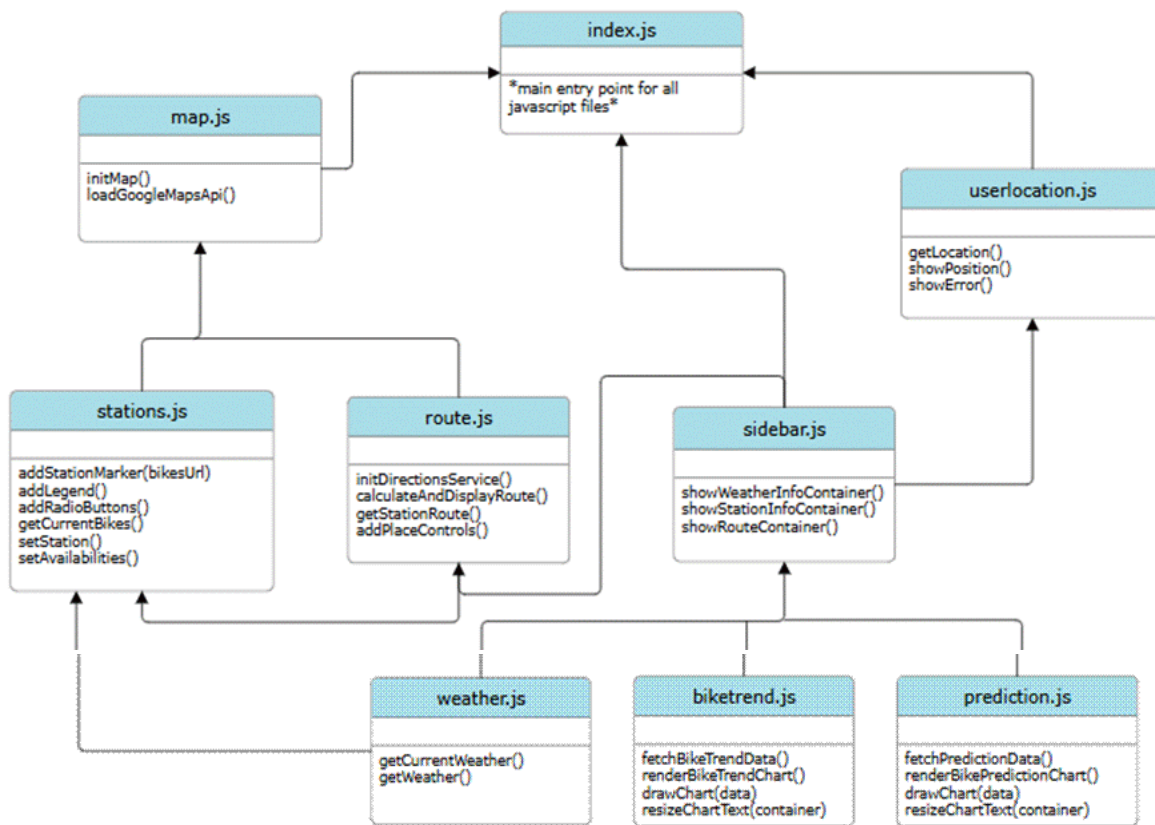 index.js
*main entry point for all
javascript files*
map.js
initMap()
loadGoogleMapsApi()
userlocation.js
getLocation()
showPosition()
showError()
stations.js
addStationMarker(bikesUrl)
addLegend()
addRadioButtons()
getCurrentBikes()
setStation()
setAvailabilities()
route.js
initDirectionsService()
calculateAndDisplayRoute()
getStationRoute()
addPlaceControls()
sidebar.js
showWeatherInfoContainer()
showStationInfoContainer()
showRouteContainer()
weather.js
getCurrentWeather()
getWeather()
biketrend.js
fetchBikeTrendData()
renderBikeTrendChart()
drawChart(data)
resizeChartText(container)
prediction.js
fetchPredictionData()
renderBikePredictionChart()
drawChart(data)
resizeChartText(container)